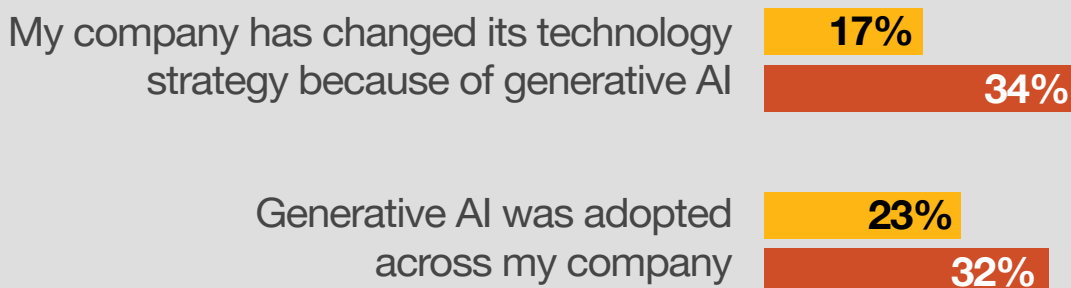 My company has changed its technology
strategy because of generative AI
17%
34%
Generative AI was adopted
across my company
23%
32%